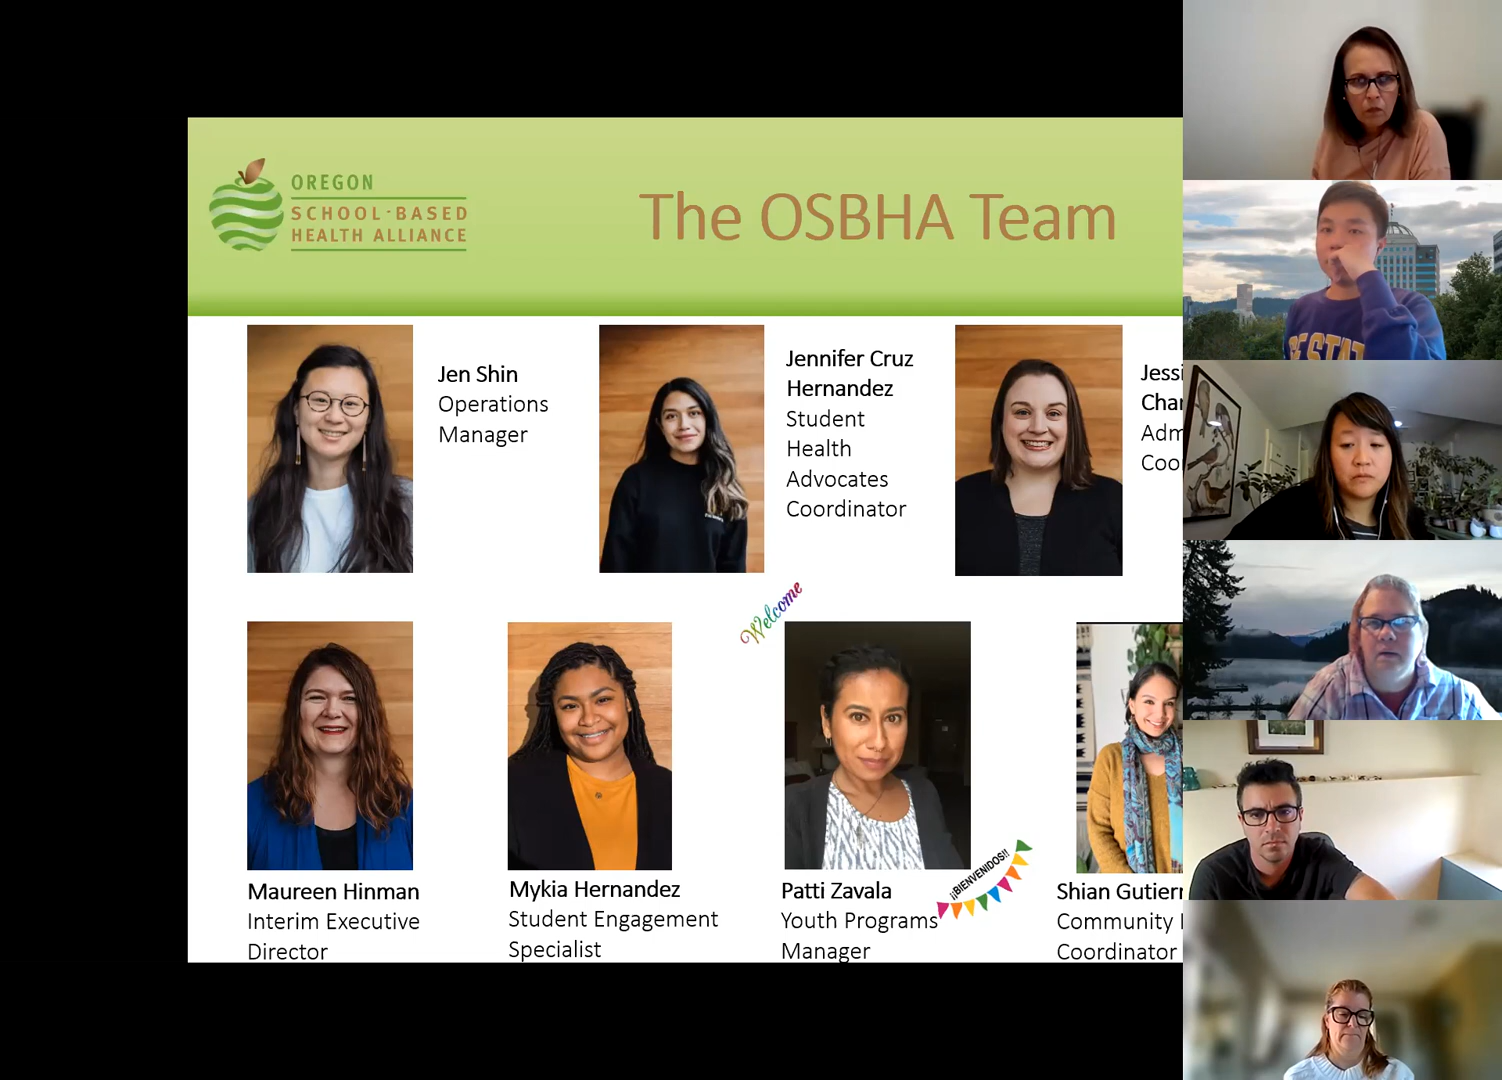 OREGON
SCHOOL-BASED
HEALTH ALLIANCE
The OSBHA Team
Jen Shin
Operations
Manager
Jennifer Cruz
Hernandez
Student
Health
Advocates
Coordinator
Welcome
Maureen Hinman
Interim Executive
Director
Mykia Hernandez
Student Engagement
Specialist
Patti Zavala
Youth Programs
Manager
¡¡BIENVENIDOS!!
Shian
Community
Coordinator